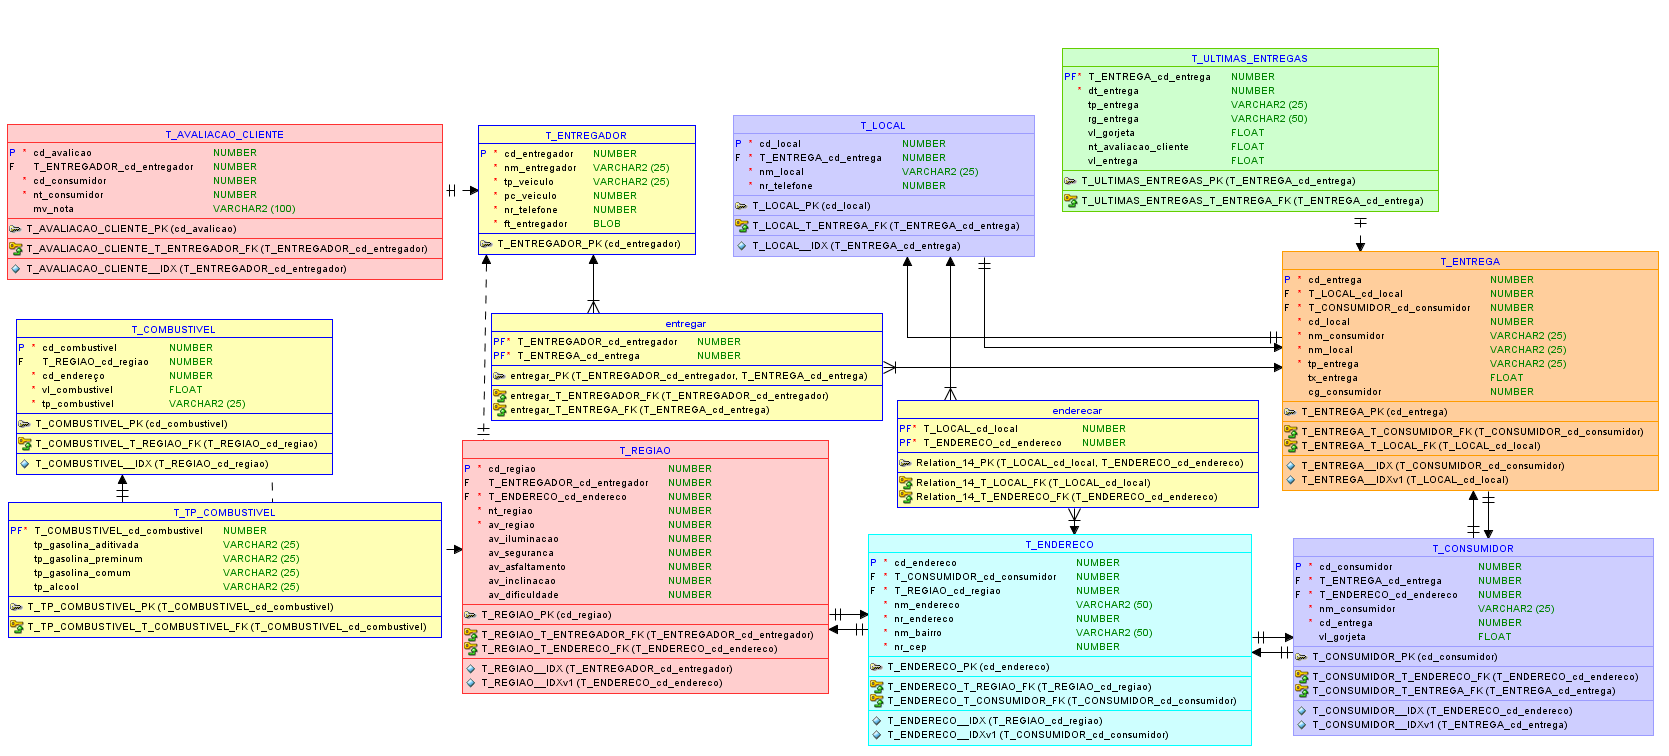 T_AVALIACAO_CLIENTE
P * cd_avalicao NUMBER
F T_ENTREGADOR_cd_entregador NUMBER
* cd_consumidor NUMBER
* nt_consumidor NUMBER
mv_nota VARCHAR2 (100)
T_AVALIACAO_CLIENTE_PK (cd_avalicao)
T_AVALIACAO_CLIENTE_T_ENTREGADOR_FK (T_ENTREGADOR_cd_entregador)
T_AVALIACAO_CLIENTE__IDX (T_ENTREGADOR_cd_entregador)
T_ENTREGADOR
P * cd_entregador NUMBER
* nm_entregador VARCHAR2 (25)
* tp_veiculo VARCHAR2 (25)
* pc_veiculo NUMBER
* nr_telefone NUMBER
* ft_entregador BLOB
T_ENTREGADOR_PK (cd_entregador)
T_LOCAL
P * cd_local NUMBER
F * T_ENTREGA_cd_entrega NUMBER
* nm_local VARCHAR2 (25)
* nr_telefone NUMBER
T_LOCAL_PK (cd_local)
T_LOCAL_T_ENTREGA_FK (T_ENTREGA_cd_entrega)
T_LOCAL__IDX (T_ENTREGA_cd_entrega)
T_ULTIMAS_ENTREGAS
PF* T_ENTREGA_cd_entrega NUMBER
* dt_entrega NUMBER
tp_entrega VARCHAR2 (25)
rg_entrega VARCHAR2 (50)
vl_gorjeta FLOAT
nt_avaliacao_cliente FLOAT
vl_entrega FLOAT
T_ULTIMAS_ENTREGAS_PK (T_ENTREGA_cd_entrega)
T_ULTIMAS_ENTREGAS_T_ENTREGA_FK (T_ENTREGA_cd_entrega)
T_COMBUSTIVEL
P * cd_combustivel NUMBER
F T_REGIAO_cd_regiao NUMBER
* cd_endereço NUMBER
* vl_combustivel FLOAT
* tp_combustivel VARCHAR2 (25)
T_COMBUSTIVEL_PK (cd_combustivel)
T_COMBUSTIVEL_T_REGIAO_FK (T_REGIAO_cd_regiao)
T_COMBUSTIVEL__IDX (T_REGIAO_cd_regiao)
entregar
PF* T_ENTREGADOR_cd_entregador NUMBER
PF* T_ENTREGA_cd_entrega NUMBER
entregar_PK (T_ENTREGADOR_cd_entregador, T_ENTREGA_cd_entrega)
entregar_T_ENTREGADOR_FK (T_ENTREGADOR_cd_entregador)
entregar_T_ENTREGA_FK (T_ENTREGA_cd_entrega)
T_ENTREGA
P * cd_entrega NUMBER
F * T_LOCAL_cd_local NUMBER
F * T_CONSUMIDOR_cd_consumidor NUMBER
* cd_local NUMBER
* nm_consumidor VARCHAR2 (25)
* nm_local VARCHAR2 (25)
* tp_entrega VARCHAR2 (25)
tx_entrega FLOAT
cg_consumidor NUMBER
T_ENTREGA_PK (cd_entrega)
T_ENTREGA_T_CONSUMIDOR_FK (T_CONSUMIDOR_cd_consumidor)
T_ENTREGA_T_LOCAL_FK (T_LOCAL_cd_local)
T_ENTREGA__IDX (T_CONSUMIDOR_cd_consumidor)
T_ENTREGA__IDXv1 (T_LOCAL_cd_local)
enderecar
PF* T_LOCAL_cd_local NUMBER
PF* T_ENDERECO_cd_endereco NUMBER
Relation_14_PK (T_LOCAL_cd_local, T_ENDERECO_cd_endereco)
Relation_14_T_LOCAL_FK (T_LOCAL_cd_local)
Relation_14_T_ENDERECO_FK (T_ENDERECO_cd_endereco)
T_TP_COMBUSTIVEL
PF* T_COMBUSTIVEL_cd_combustivel NUMBER
tp_gasolina_aditivada VARCHAR2 (25)
tp_gasolina_preminum VARCHAR2 (25)
tp_gasolina_comum VARCHAR2 (25)
tp_alcool VARCHAR2 (25)
T_TP_COMBUSTIVEL_PK (T_COMBUSTIVEL_cd_combustivel)
T_TP_COMBUSTIVEL_T_COMBUSTIVEL_FK (T_COMBUSTIVEL_cd_combustivel)
T_REGIAO
P * cd_regiao NUMBER
F T_ENTREGADOR_cd_entregador NUMBER
F * T_ENDERECO_cd_endereco NUMBER
* nt_regiao NUMBER
* av_regiao NUMBER
av_iluminacao NUMBER
av_seguranca NUMBER
av_asfaltamento NUMBER
av_inclinacao NUMBER
av_dificuldade NUMBER
T_REGIAO_PK (cd_regiao)
T_REGIAO_T_ENTREGADOR_FK (T_ENTREGADOR_cd_entregador)
T_REGIAO_T_ENDERECO_FK (T_ENDERECO_cd_endereco)
T_REGIAO__IDX (T_ENTREGADOR_cd_entregador)
T_REGIAO__IDXv1 (T_ENDERECO_cd_endereco)
T_ENDERECO
P * cd_endereco NUMBER
F * T_CONSUMIDOR_cd_consumidor NUMBER
F * T_REGIAO_cd_regiao NUMBER
* nm_endereco VARCHAR2 (50)
* nr_endereco NUMBER
* nm_bairro VARCHAR2 (50)
* nr_cep NUMBER
T_ENDERECO_PK (cd_endereco)
T_ENDERECO_T_REGIAO_FK (T_REGIAO_cd_regiao)
T_ENDERECO_T_CONSUMIDOR_FK (T_CONSUMIDOR_cd_consumidor)
T_ENDERECO__IDX (T_REGIAO_cd_regiao)
T_ENDERECO__IDXv1 (T_CONSUMIDOR_cd_consumidor)
T_CONSUMIDOR
P * cd_consumidor NUMBER
F * T_ENTREGA_cd_entrega NUMBER
F * T_ENDERECO_cd_endereco NUMBER
* nm_consumidor VARCHAR2 (25)
* cd_entrega NUMBER
vl_gorjeta FLOAT
T_CONSUMIDOR_PK (cd_consumidor)
T_CONSUMIDOR_T_ENDERECO_FK (T_ENDERECO_cd_endereco)
T_CONSUMIDOR_T_ENTREGA_FK (T_ENTREGA_cd_entrega)
T_CONSUMIDOR__IDX (T_ENDERECO_cd_endereco)
T_CONSUMIDOR__IDXv1 (T_ENTREGA_cd_entrega)